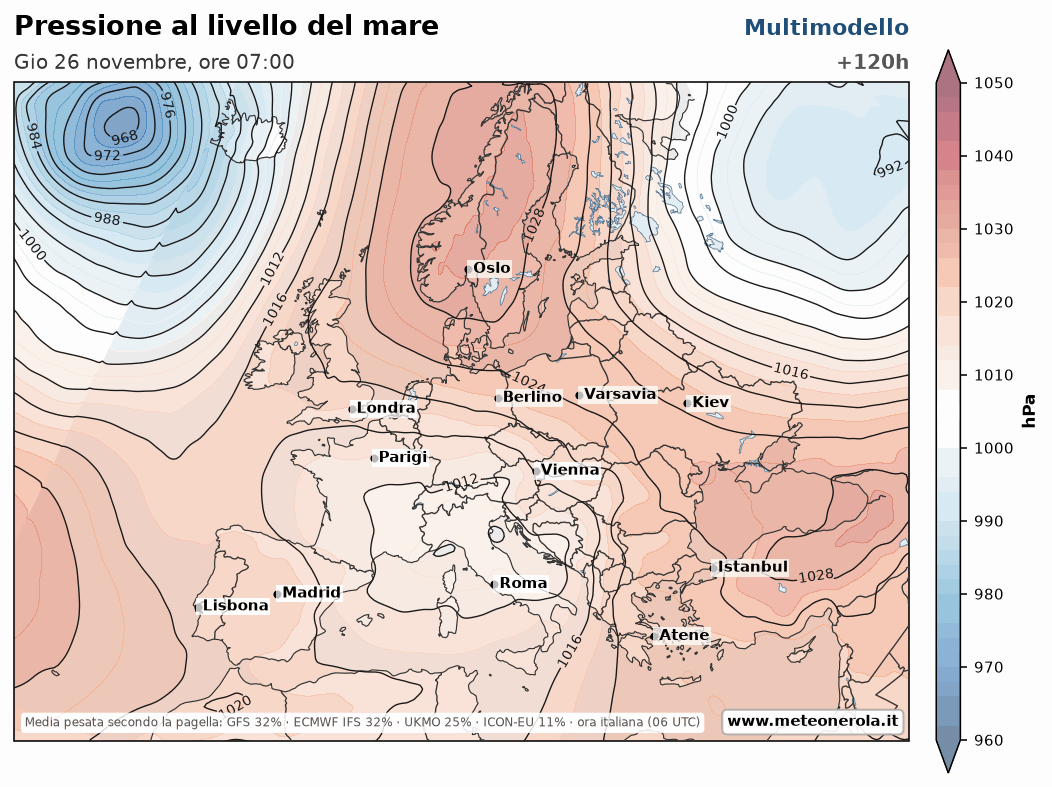 Pressione al livello del mare
Multimodello
Gio 26 novembre, ore 07:00
+120h
1050
1040
1030
1020
1010
1000
990
980
970
960
hPa
976
984
968
972
988
1000
1012
1016
1028
1000
992
1016
1024
1012
1028
1016
1020
Oslo
Berlino
Varsavia
Kiev
Londra
Parigi
Vienna
Istanbul
Roma
Madrid
Lisbona
Atene
Media pesata secondo la pagella: GFS 32% · ECMWF IFS 32% · UKMO 25% · ICON-EU 11% · ora italiana (06 UTC)
www.meteonerola.it